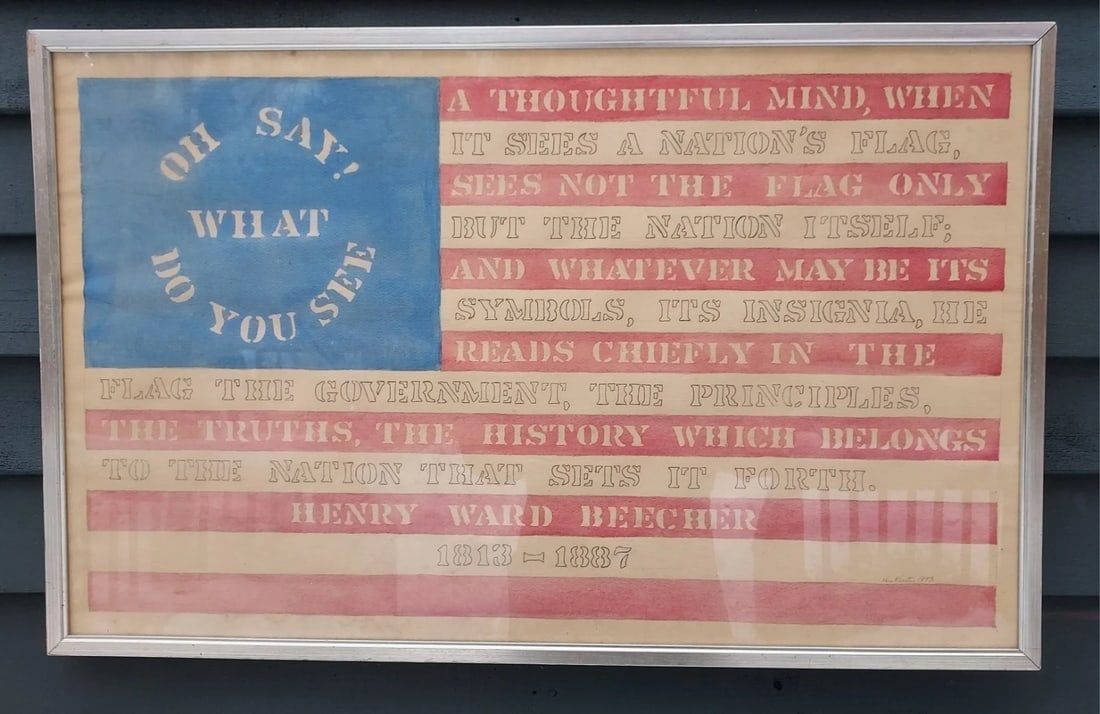 OH SAY!
WHAT
DO YOU SEE
A THOUGHTFUL MIND, WHEN
IT SEES A NATION'S FLAG,
SEES NOT THE FLAG ONLY
BUT THE NATION ITSELF;
AND WHATEVER MAY BE ITS
SYMBOLS, ITS INSIGNIA, HE
READS CHIEFLY IN THE
FLAG THE GOVERNMENT, THE PRINCIPLES,
THE TRUTHS, THE HISTORY WHICH BELONGS
TO THE NATION THAT SETS IT FORTH.
HENRY WARD BEECHER
1813-1887